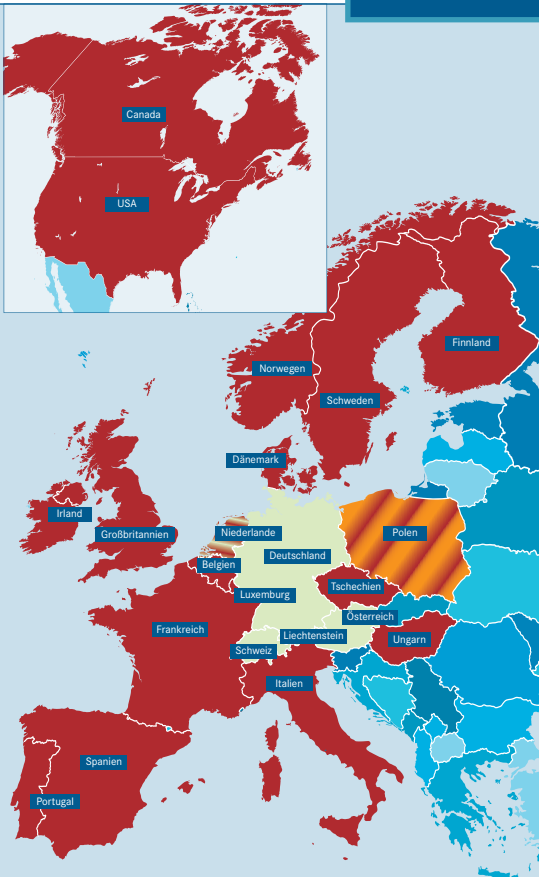 Canada
USA
Finnland
Norwegen
Schweden
Dänemark
Irland
Großbritannien
Niederlande
Polen
Deutschland
Belgien
Tschechien
Luxemburg
Österreich
Frankreich
Liechtenstein
Ungarn
Schweiz
Italien
Spanien
Portugal